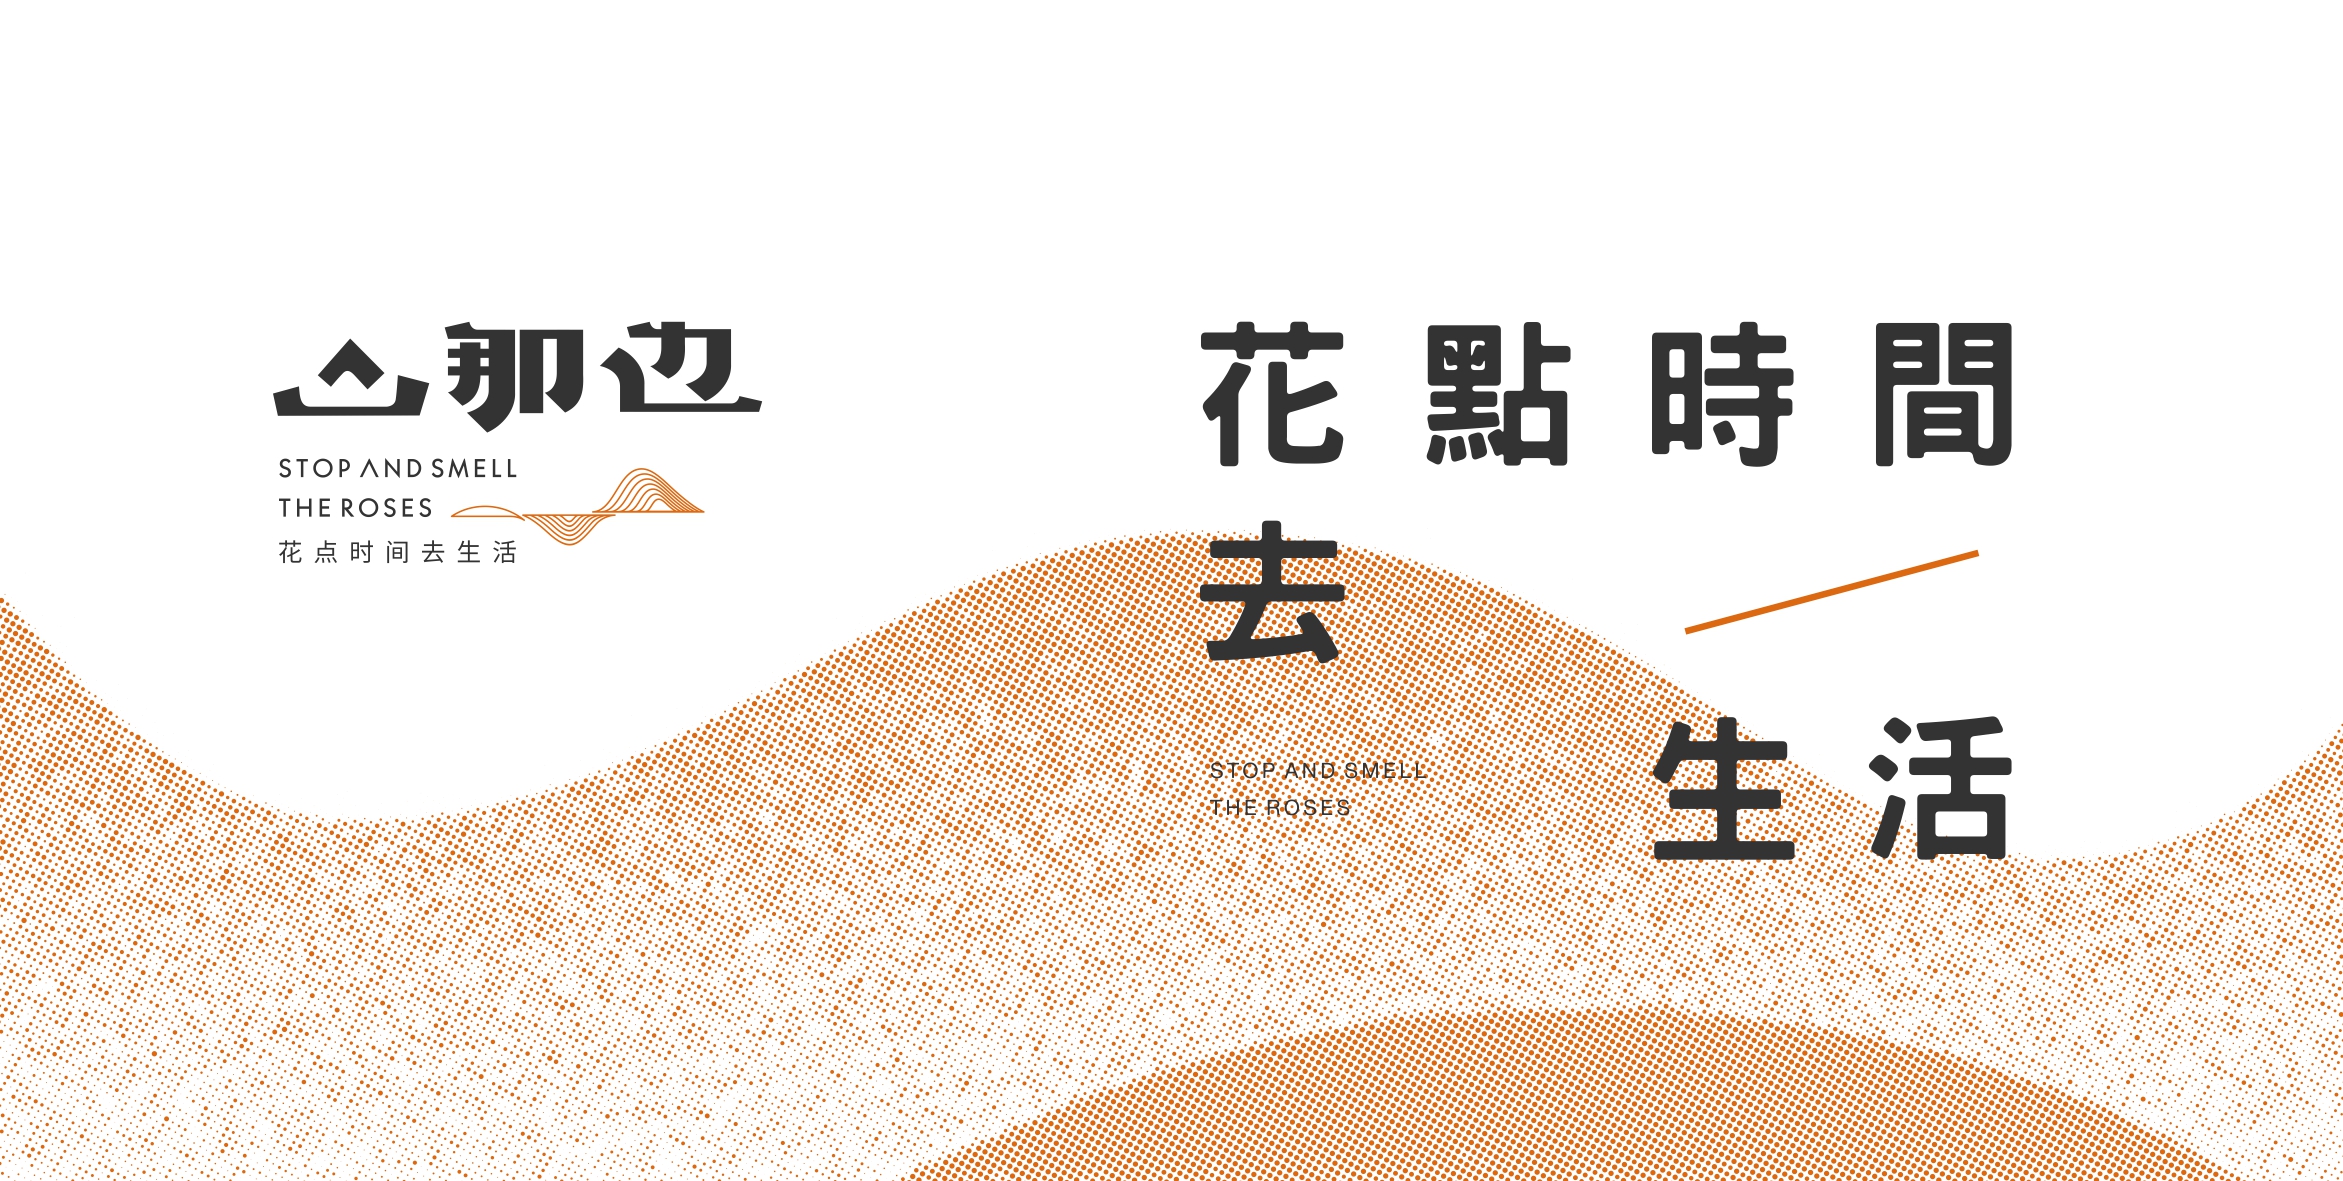 山那边
STOP AND SMELL
THE ROSES
花点时间去生活
花點時間
去
生活
STOP AND SMELL
THE ROSES